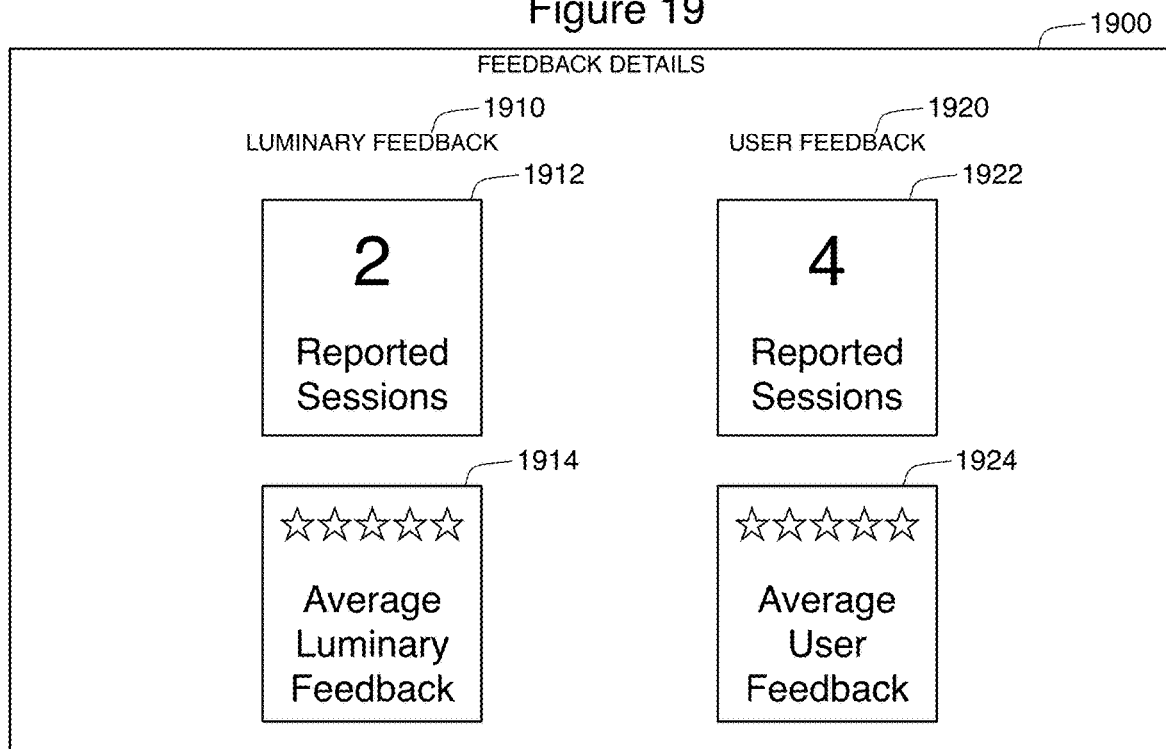 Figure 19
1900
FEEDBACK DETAILS
1910
LUMINARY FEEDBACK
1912
2
Reported
Sessions
1914
Average
Luminary
Feedback
1920
USER FEEDBACK
1922
4
Reported
Sessions
1924
Average
User
Feedback